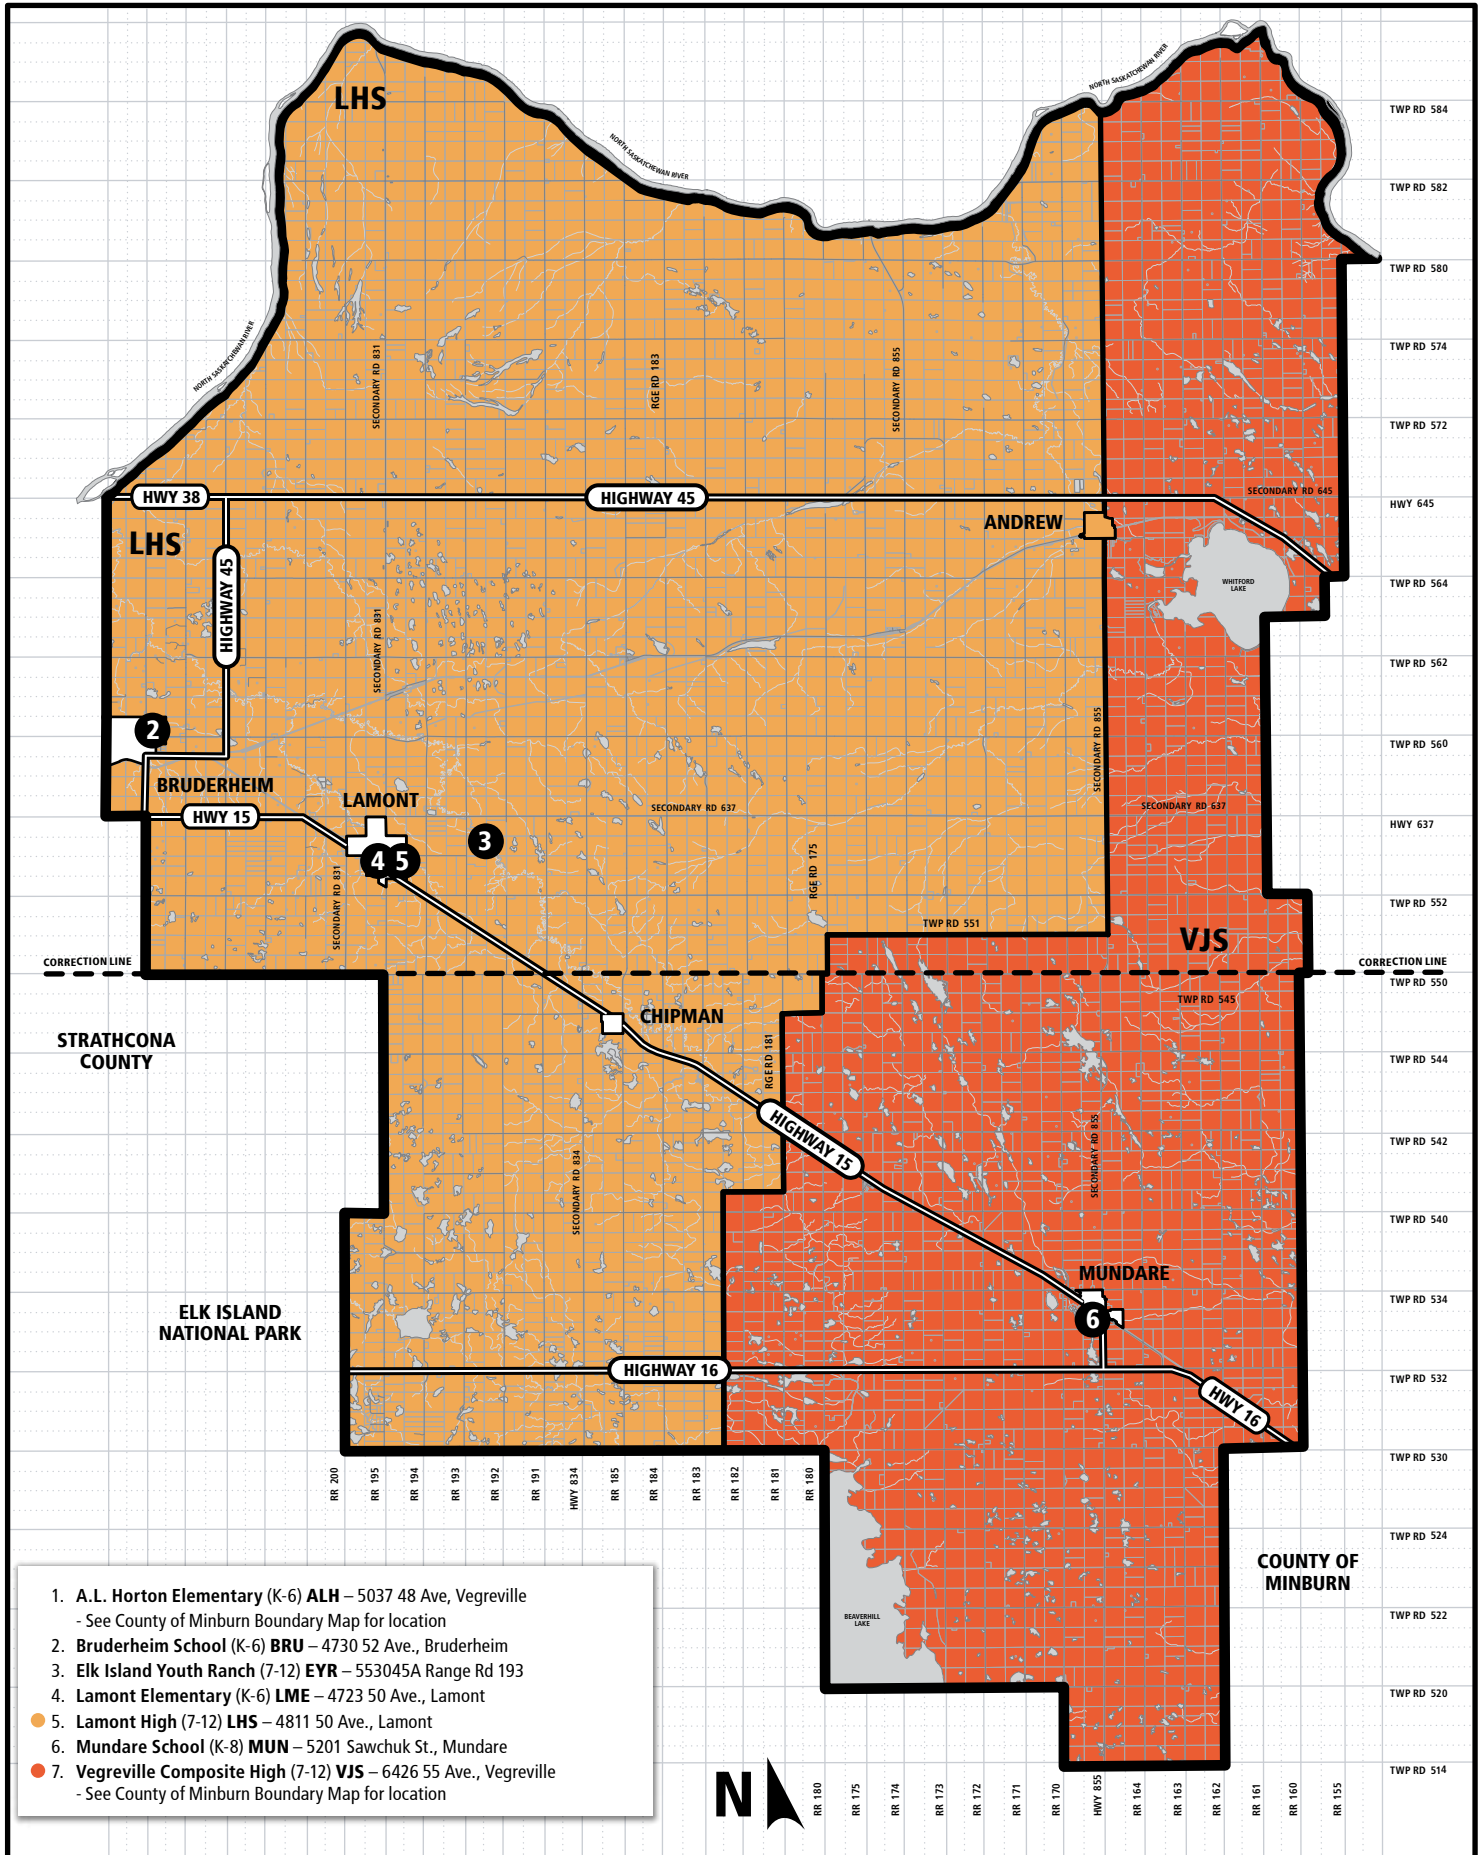 LHS
NORTH SASKATCHEWAN RIVER
NORTH SASKATCHEWAN RIVER
NORTH SASKATCHEWAN RIVER
TWP RD 584
TWP RD 582
TWP RD 580
TWP RD 574
TWP RD 572
HWY 645
TWP RD 564
TWP RD 562
TWP RD 560
HWY 637
TWP RD 552
SECONDARY RD 831
RGE RD 183
SECONDARY RD 855
HWY 38
HIGHWAY 45
SECONDARY RD 645
LHS
ANDREW
HIGHWAY 45
WHITFORD
LAKE
SECONDARY RD 831
SECONDARY RD 855
2
BRUDERHEIM
LAMONT
HWY 15
SECONDARY RD 637
SECONDARY RD 637
3
4
5
SECONDARY RD 831
RGE RD 175
TWP RD 551
VJS
CORRECTION LINE
CORRECTION LINE
TWP RD 550
TWP RD 545
CHIPMAN
STRATHCONA
COUNTY
RGE RD 181
TWP RD 544
HIGHWAY 15
SECONDARY RD 855
TWP RD 542
SECONDARY RD 834
TWP RD 540
MUNDARE
ELK ISLAND
NATIONAL PARK
TWP RD 534
6
HIGHWAY 16
TWP RD 532
HWY 16
TWP RD 530
RR 200
RR 195
RR 194
RR 193
RR 192
RR 191
HWY 834
RR 185
RR 184
RR 183
RR 182
RR 181
RR 180
TWP RD 524
COUNTY OF
MINBURN
BEAVERHILL
LAKE
TWP RD 522
TWP RD 520
TWP RD 514
1. A.L. Horton Elementary (K-6) ALH – 5037 48 Ave, Vegreville
- See County of Minburn Boundary Map for location
2. Bruderheim School (K-6) BRU – 4730 52 Ave., Bruderheim
3. Elk Island Youth Ranch (7-12) EYR – 553045A Range Rd 193
4. Lamont Elementary (K-6) LME – 4723 50 Ave., Lamont
5. Lamont High (7-12) LHS – 4811 50 Ave., Lamont
6. Mundare School (K-8) MUN – 5201 Sawchuk St., Mundare
7. Vegreville Composite High (7-12) VJS – 6426 55 Ave., Vegreville
- See County of Minburn Boundary Map for location
N
RR 180
RR 175
RR 174
RR 173
RR 172
RR 171
RR 170
HWY 855
RR 164
RR 163
RR 162
RR 161
RR 160
RR 155